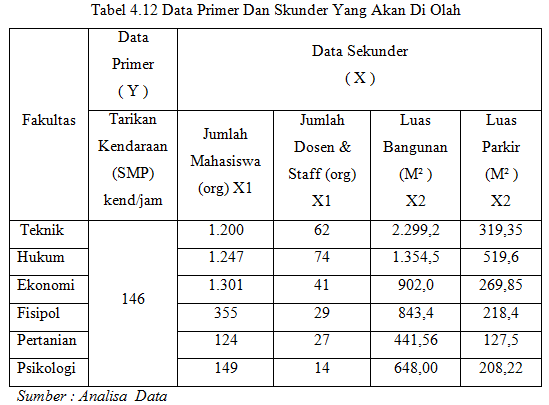 Tabel 4.12 Data Primer Dan Skunder Yang Akan Di Olah
Fakultas
Data
Primer
( Y )
Data Sekunder
( X )
Tarikan
Kendaraan
(SMP)
kend/jam
Jumlah
Mahasiswa
(org) X1
Jumlah
Dosen &
Staff (org)
X1
Luas
Bangunan
(M² )
X2
Luas
Parkir
(M² )
X2
Teknik 1.200 62 2.299,2 319,35
Hukum 1.247 74 1.354,5 519,6
Ekonomi 1.301 41 902,0 269,85
146
Fisipol 355 29 843,4 218,4
Pertanian 124 27 441,56 127,5
Psikologi 149 14 648,00 208,22
Sumber : Analisa Data